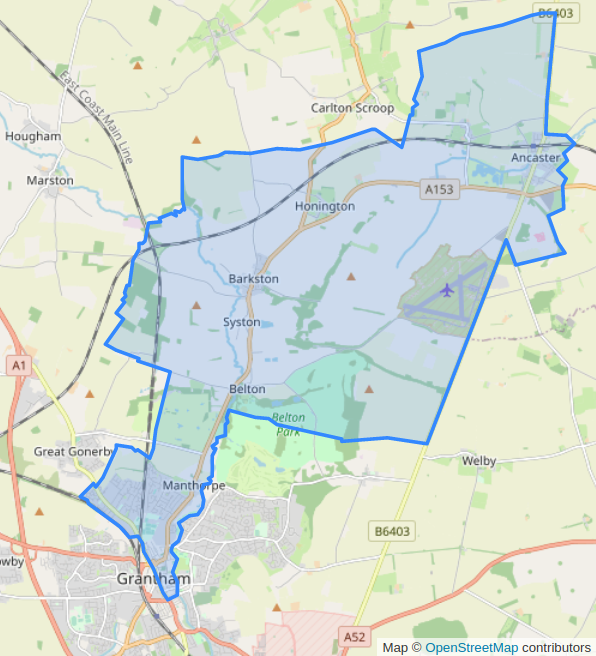 B6403
East Coast Main Line
Carlton Scroop
Hougham
Ancaster
Marston
A153
Honington
Barkston
Syston
A1
Belton
Belton
Park
Great Gonerby
Welby
Manthorpe
B6403
Grantham
A52
Map © OpenStreetMap contributors